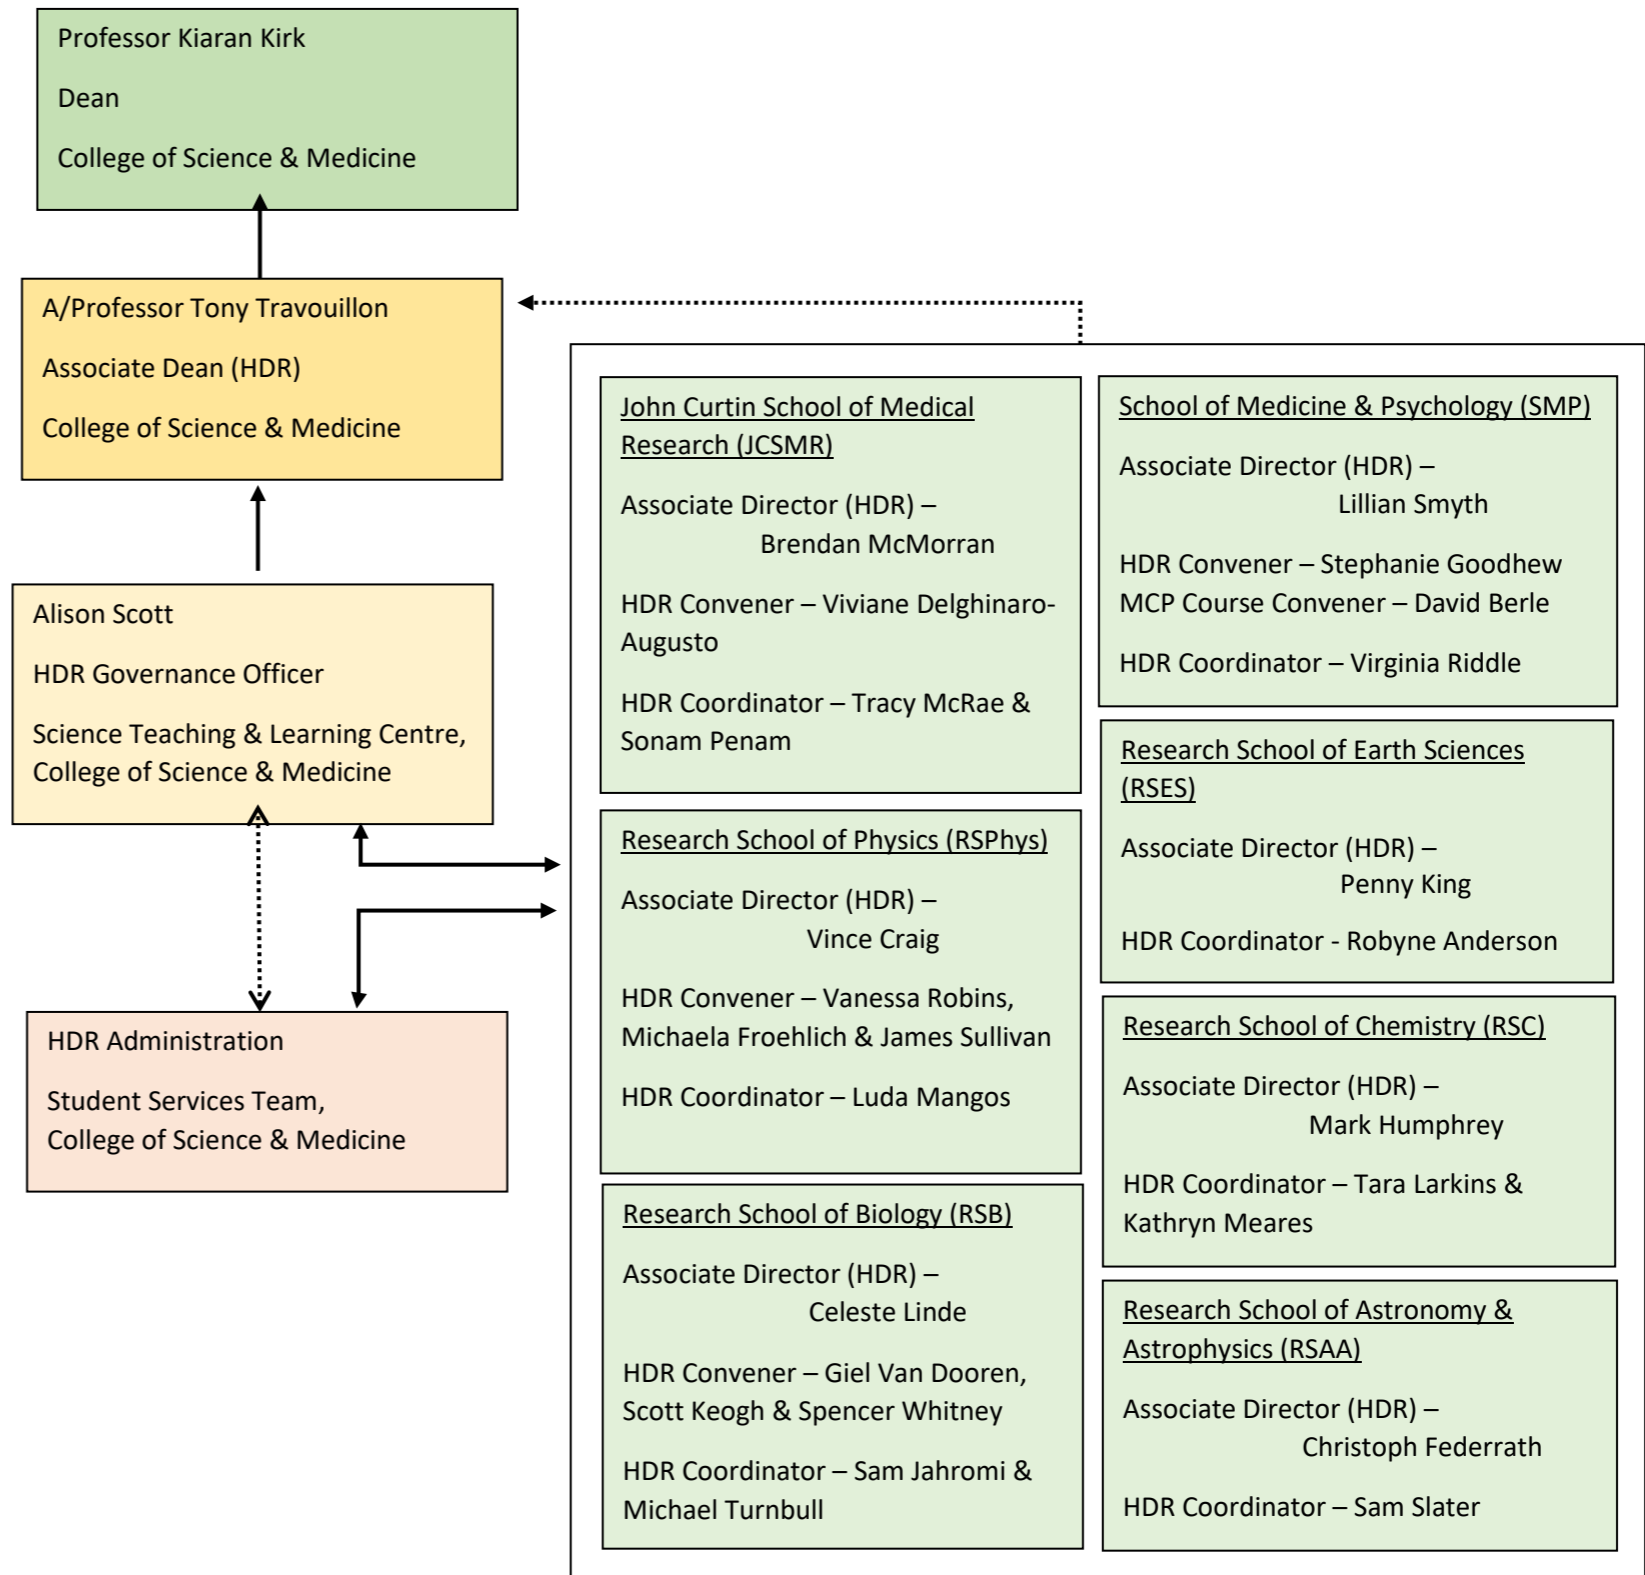 Professor Kiaran Kirk
Dean
College of Science & Medicine
A/Professor Tony Travouillon
Associate Dean (HDR)
College of Science & Medicine
Alison Scott
HDR Governance Officer
Science Teaching & Learning Centre,
College of Science & Medicine
HDR Administration
Student Services Team,
College of Science & Medicine
John Curtin School of Medical
Research (JCSMR)
Associate Director (HDR) –
Brendan McMorran
HDR Convener – Viviane Delghinaro-
Augusto
HDR Coordinator – Tracy McRae &
Sonam Penam
Research School of Physics (RSPhys)
Associate Director (HDR) –
Vince Craig
HDR Convener – Vanessa Robins,
Michaela Froehlich & James Sullivan
HDR Coordinator – Luda Mangos
Research School of Biology (RSB)
Associate Director (HDR) –
Celeste Linde
HDR Convener – Giel Van Dooren,
Scott Keogh & Spencer Whitney
HDR Coordinator – Sam Jahromi &
Michael Turnbull
School of Medicine & Psychology (SMP)
Associate Director (HDR) –
Lillian Smyth
HDR Convener – Stephanie Goodhew
MCP Course Convener – David Berle
HDR Coordinator – Virginia Riddle
Research School of Earth Sciences
(RSES)
Associate Director (HDR) –
Penny King
HDR Coordinator - Robyne Anderson
Research School of Chemistry (RSC)
Associate Director (HDR) –
Mark Humphrey
HDR Coordinator – Tara Larkins &
Kathryn Meares
Research School of Astronomy &
Astrophysics (RSAA)
Associate Director (HDR) –
Christoph Federrath
HDR Coordinator – Sam Slater